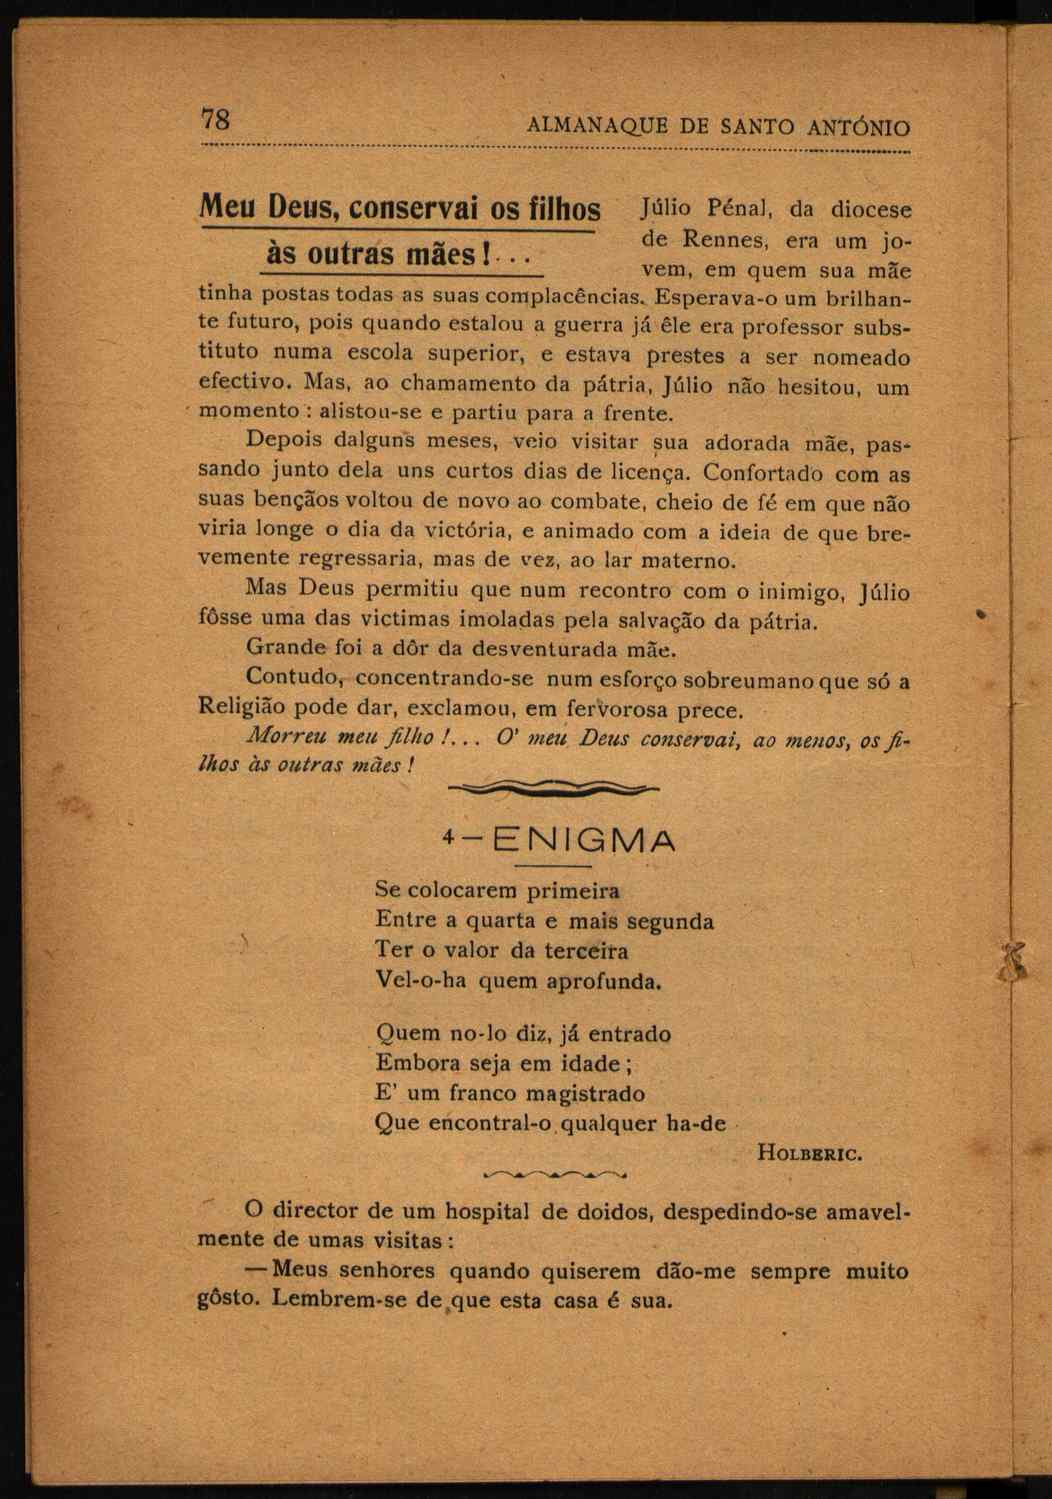 78
ALMANAQUE DE SANTO ANTÓNIO
Meu Deus, conservai os filhos
às outras mães!...
Júlio Pénal, da diocese
de Rennes, era um jo-
vem, em quem sua mãe
tinha postas todas as suas complacências. Esperava-o um brilhan-
te futuro, pois quando estalou a guerra já êle era professor subs-
tituto numa escola superior, e estava prestes a ser nomeado
efectivo. Mas, ao chamamento da pátria, Júlio não hesitou, um
momento: alistou-se e partiu para a frente.
Depois dalguns meses, veio visitar sua adorada mãe, pas-
sando junto dela uns curtos dias de licença. Confortado com as
suas bençãos voltou de novo ao combate, cheio de fé em que não
viria longe o dia da victória, e animado com a ideia de que bre-
vemente regressaria, mas de vez, ao lar materno.
Mas Deus permitiu que num recontro com o inimigo, Júlio
fôsse uma das victimas imoladas pela salvação da pátria.
Grande foi a dôr da desventurada mãe.
Contudo, concentrando-se num esforço sobreumano que só a
Religião pode dar, exclamou, em fervorosa prece.
Morreu meu filho!... O' meu Deus conservai, ao menos, os fi-
lhos às outras mães!
4—ENIGMA
Se colocarem primeira
Entre a quarta e mais segunda
Ter o valor da terceira
Vel-o-ha quem aprofunda.
Quem no-lo diz, já entrado
Embora seja em idade;
E' um franco magistrado
Que encontral-o qualquer ha-de
HOLBERIC.
O director de um hospital de doidos, despedindo-se amavel-
mente de umas visitas:
—Meus senhores quando quiserem dão-me sempre muito
gôsto. Lembrem-se de que esta casa é sua.